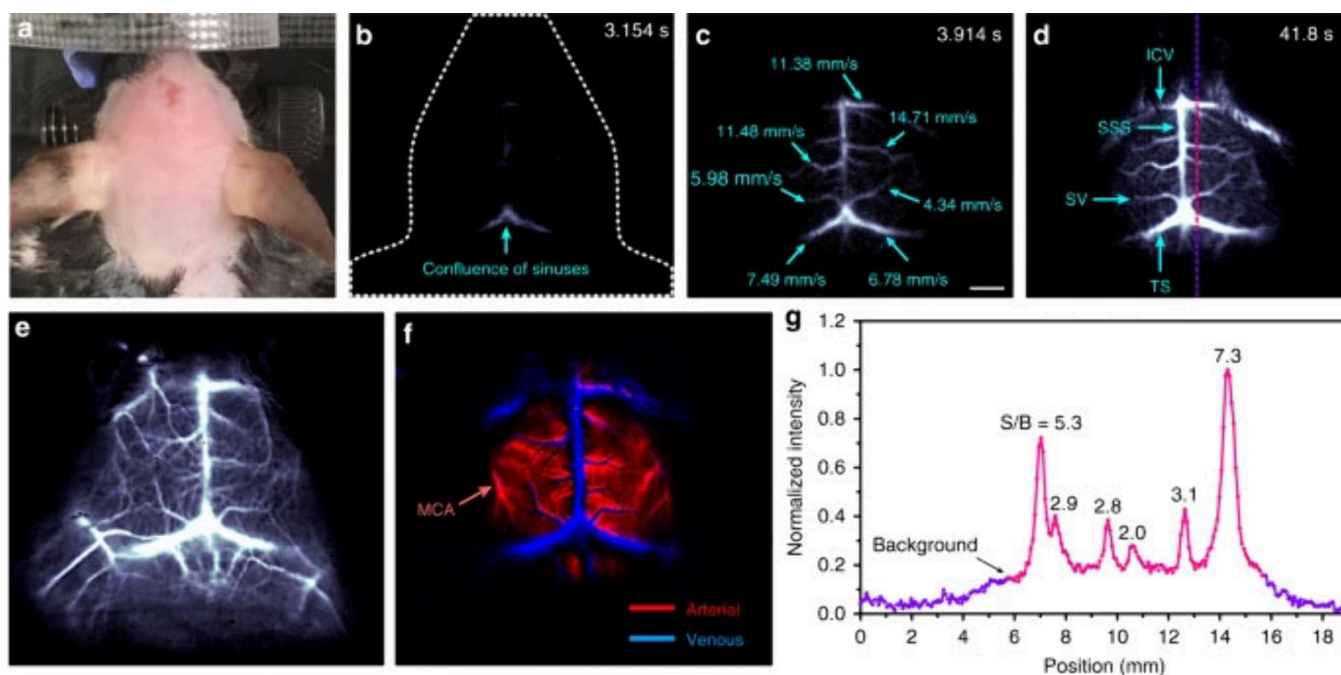 a
b
3.154 s
Confluence of sinuses
c
3.914 s
11.38 mm/s
14.71 mm/s
11.48 mm/s
5.98 mm/s
4.34 mm/s
7.49 mm/s
6.78 mm/s
d
41.8 s
ICV
SSS
SV
TS
e
f
MCA
Arterial
Venous
g
Normalized intensity
1.2
1.0
0.8
0.6
0.4
0.2
0.0
7.3
S/B = 5.3
2.9
2.8
2.0
3.1
Background
0 2 4 6 8 10 12 14 16 18
Position (mm)